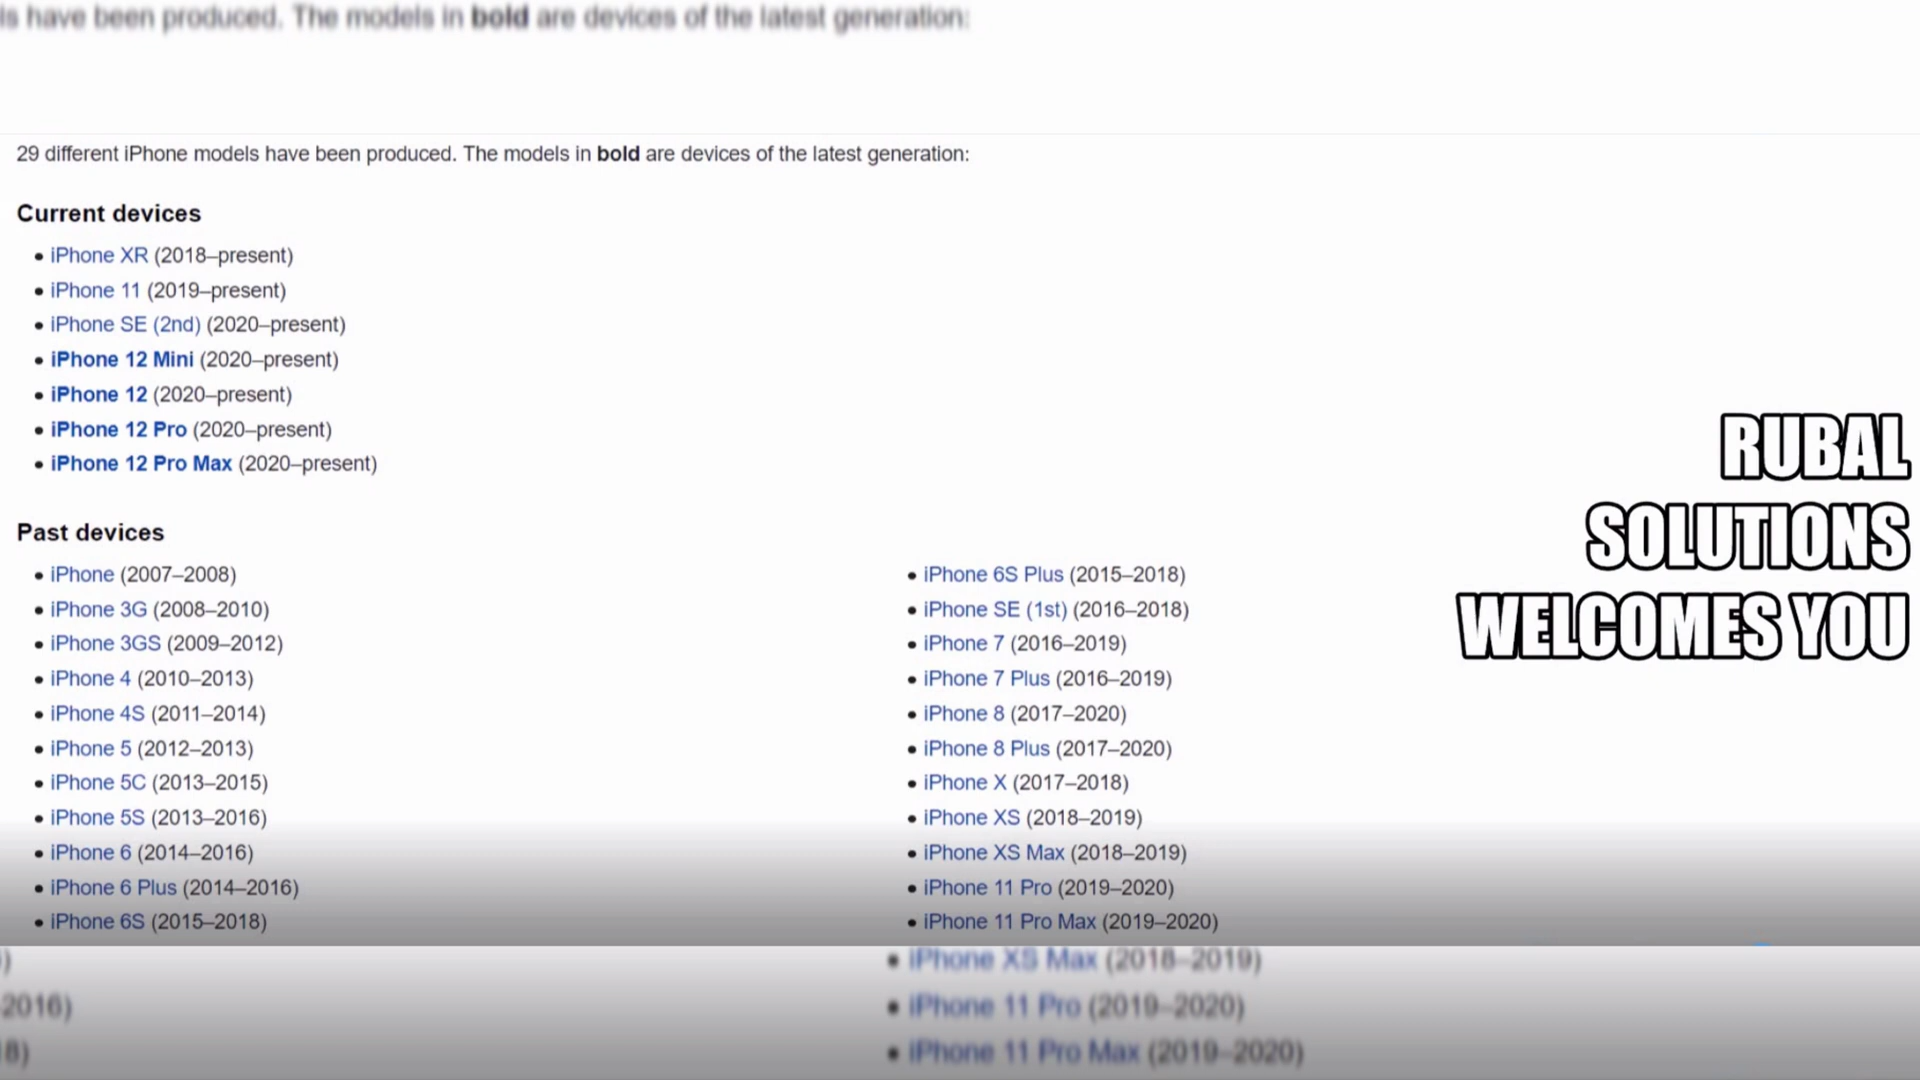 ls have been produced. The models in bold are devices of the latest generation:
29 different iPhone models have been produced. The models in bold are devices of the latest generation:
Current devices
• iPhone XR (2018–present)
• iPhone 11 (2019–present)
• iPhone SE (2nd) (2020–present)
• iPhone 12 Mini (2020–present)
• iPhone 12 (2020–present)
• iPhone 12 Pro (2020–present)
• iPhone 12 Pro Max (2020–present)
RUBAL
SOLUTIONS
WELCOMES YOU
Past devices
• iPhone (2007–2008)
• iPhone 3G (2008–2010)
• iPhone 3GS (2009–2012)
• iPhone 4 (2010–2013)
• iPhone 4S (2011–2014)
• iPhone 5 (2012–2013)
• iPhone 5C (2013–2015)
• iPhone 5S (2013–2016)
• iPhone 6 (2014–2016)
• iPhone 6 Plus (2014–2016)
• iPhone 6S (2015–2018)
• iPhone 6S Plus (2015–2018)
• iPhone SE (1st) (2016–2018)
• iPhone 7 (2016–2019)
• iPhone 7 Plus (2016–2019)
• iPhone 8 (2017–2020)
• iPhone 8 Plus (2017–2020)
• iPhone X (2017–2018)
• iPhone XS (2018–2019)
• iPhone XS Max (2018–2019)
• iPhone 11 Pro (2019–2020)
• iPhone 11 Pro Max (2019–2020)
)
-2016)
18)
• iPhone XS Max (2018–2019)
• iPhone 11 Pro (2019–2020)
• iPhone 11 Pro Max (2019–2020)